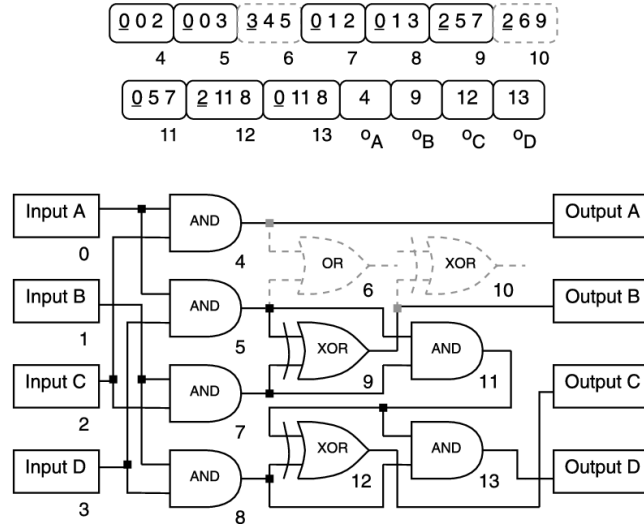 0 0 2 0 0 3 3 4 5 0 1 2 0 1 3 2 5 7 2 6 9
4 5 6 7 8 9 10
0 5 7 2 11 8 0 11 8 4 9 12 13
11 12 13 oA oB oC oD
Input A
0
AND
4
Output A
OR
6
XOR
10
Input B
1
AND
5
Output B
XOR
9
AND
11
Input C
2
AND
7
Output C
Input D
3
AND
8
XOR
12
AND
13
Output D